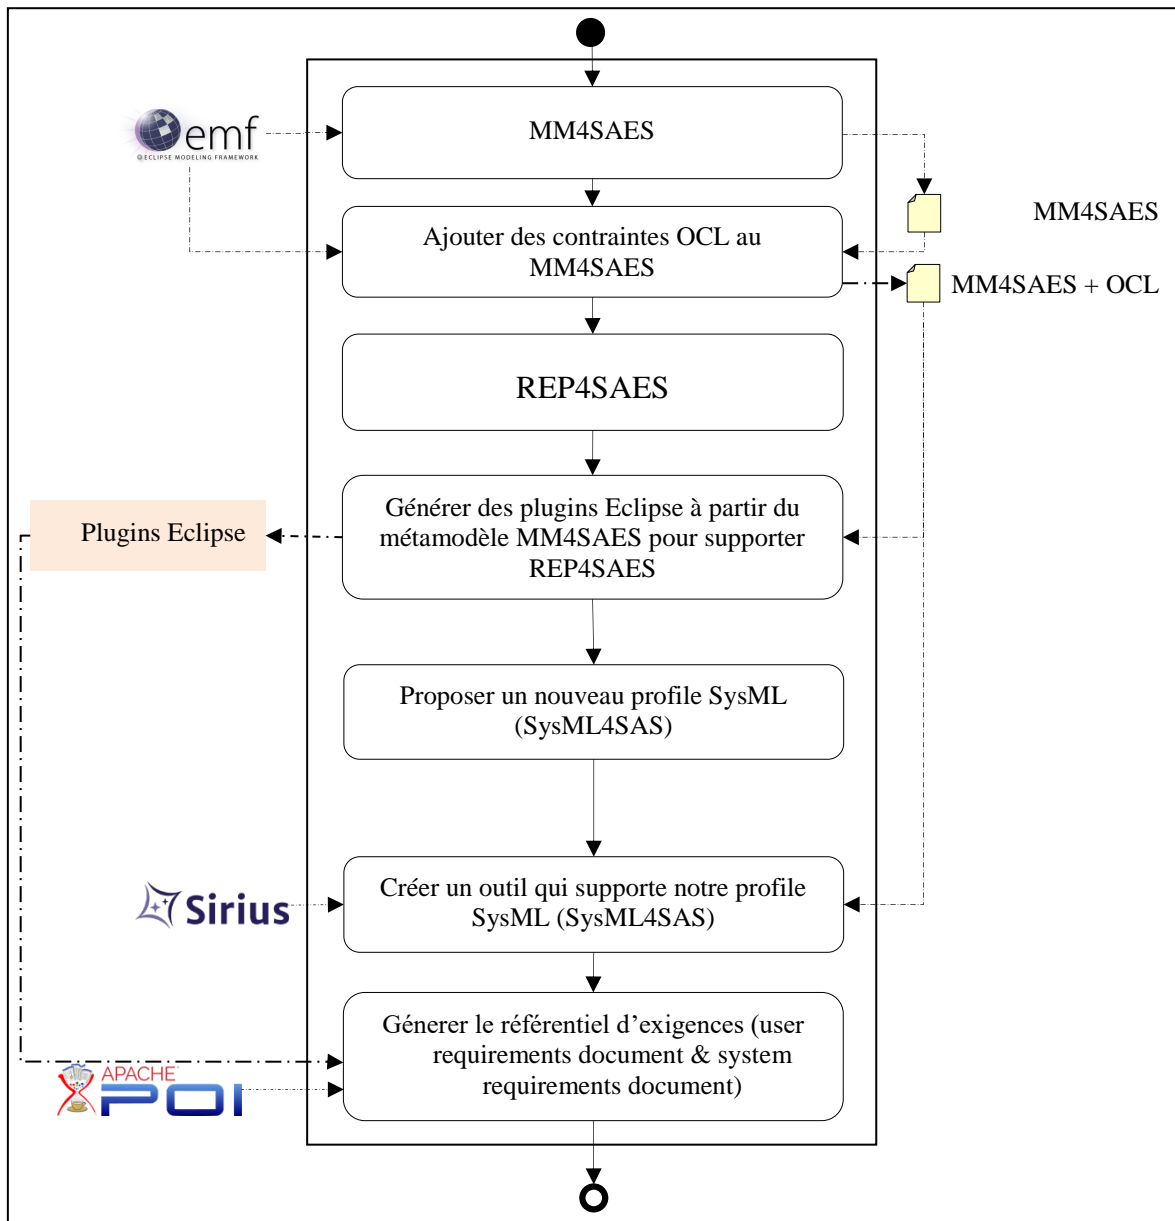 MM4SAES
emf
@ECLIPSE MODELING FRAMEWORK
MM4SAES
Ajouter des contraintes OCL au
MM4SAES
MM4SAES + OCL
REP4SAES
Générer des plugins Eclipse à partir du
métamodèle MM4SAES pour supporter
REP4SAES
Plugins Eclipse
Proposer un nouveau profile SysML
(SysML4SAS)
Créer un outil qui supporte notre profile
SysML (SysML4SAS)
Sirius
Génerer le référentiel d’exigences (user
requirements document & system
requirements document)
APACHE
POI